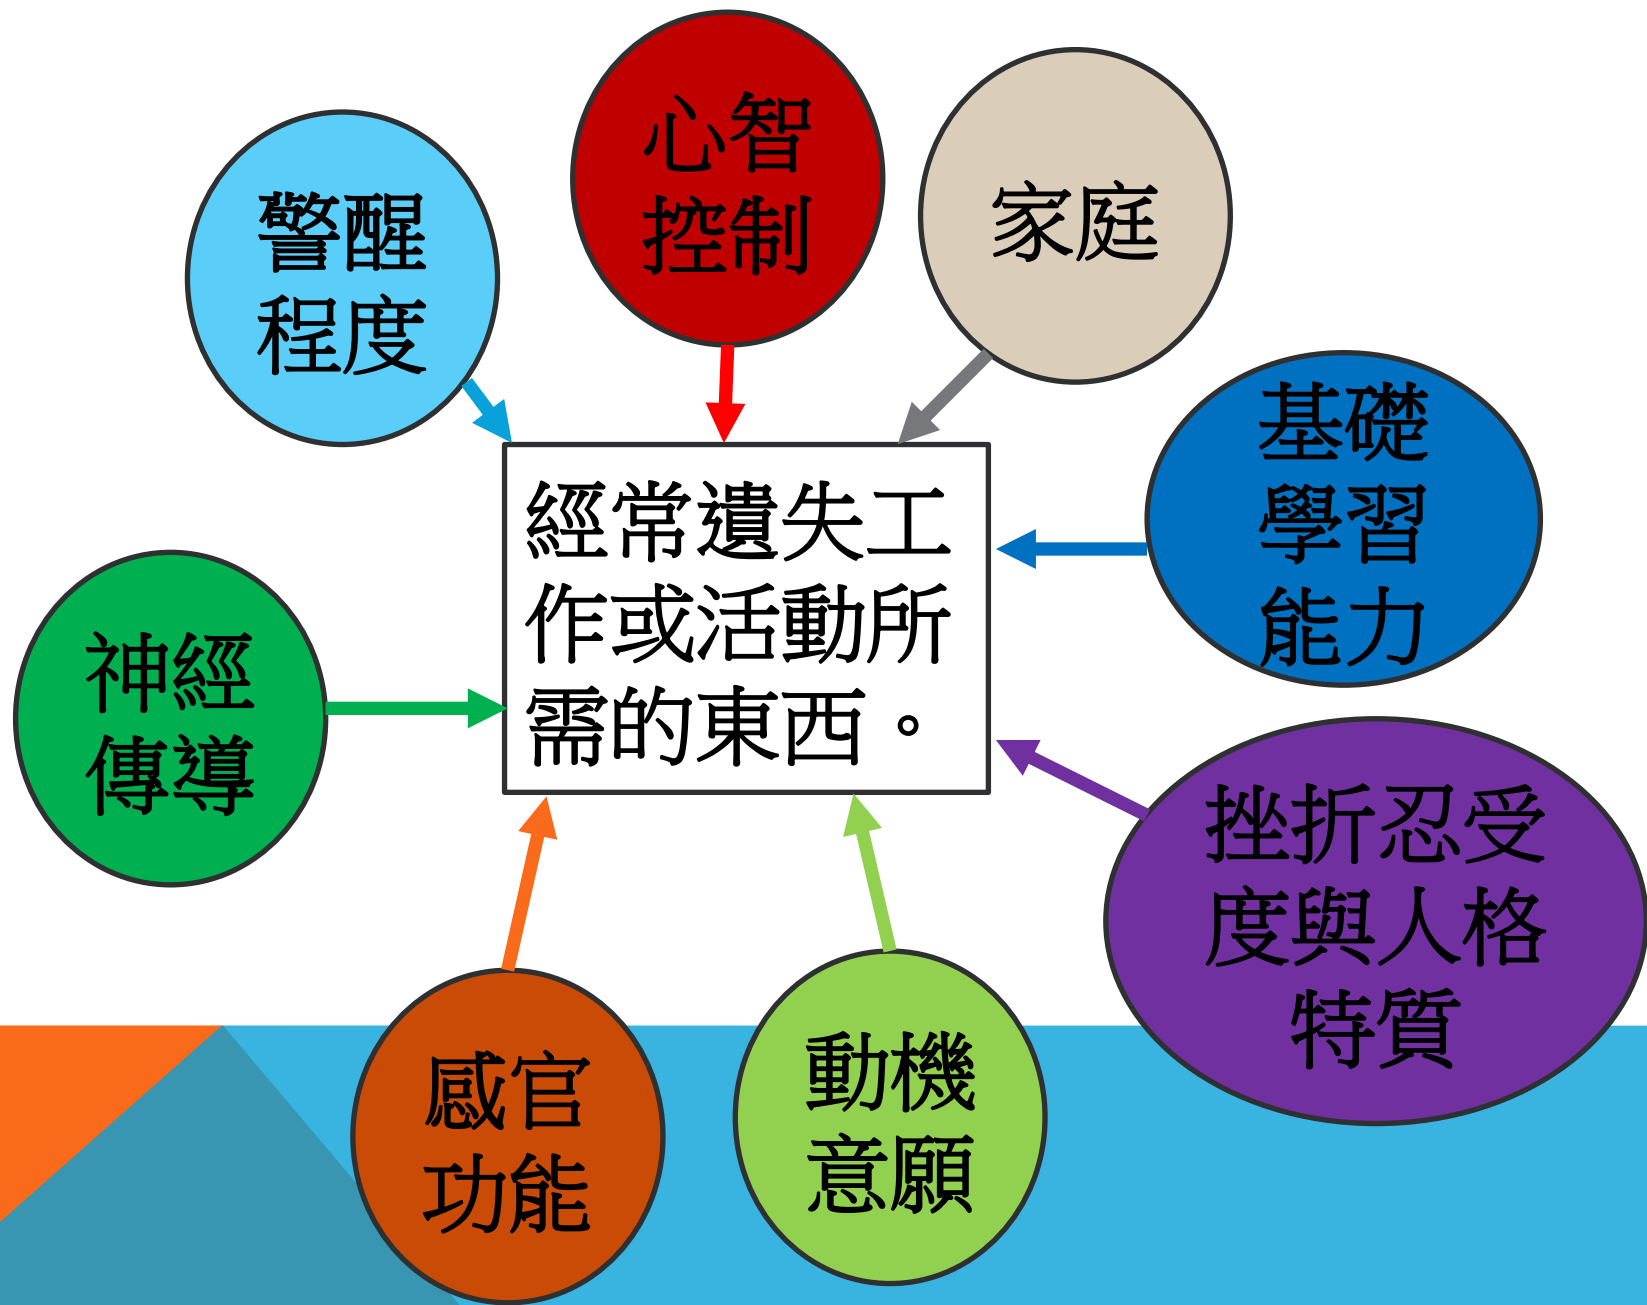 心智
控制
家庭
警醒
程度
基礎
學習
能力
經常遺失工
作或活動所
需的東西。
神經
傳導
挫折忍受
度與人格
特質
感官
功能
動機
意願